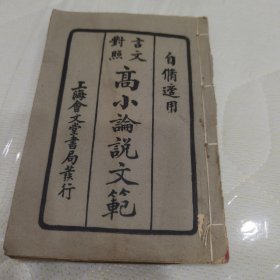 自脩適用
言文對照
高小論說文範
上海會文堂書局發行